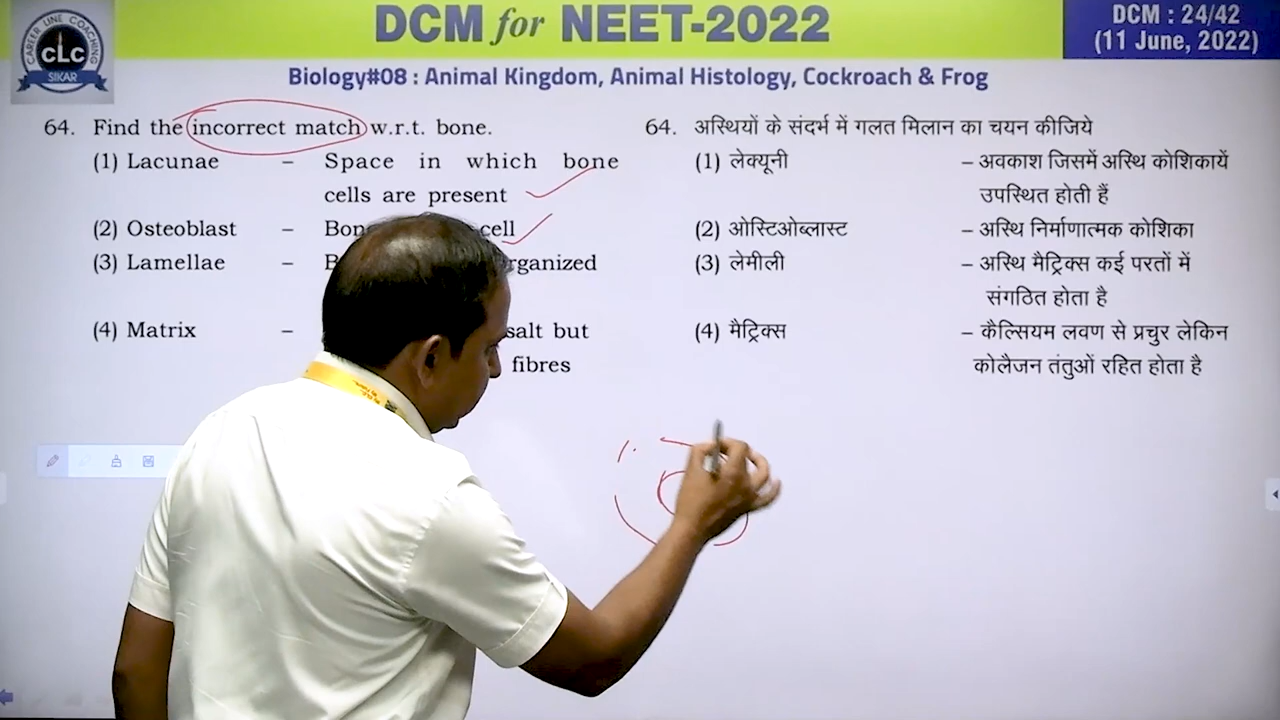 CAREER LINE COACHING
CLC
SIKAR
DCM for NEET-2022
DCM : 24/42
(11 June, 2022)
Biology#08 : Animal Kingdom, Animal Histology, Cockroach & Frog
64. Find the incorrect match w.r.t. bone.
(1) Lacunae – Space in which bone
cells are present
(2) Osteoblast – cell
(3) Lamellae –
(4) Matrix – salt but
fibres
64. अस्थियों के संदर्भ में गलत मिलान का चयन कीजिये
(1) लेक्यूनी – अवकाश जिसमें अस्थि कोशिकायें
उपस्थित होती हैं
(2) ओस्टिओब्लास्ट – अस्थि निर्माणात्मक कोशिका
(3) लेमीली – अस्थि मैट्रिक्स कई परतों में
संगठित होता है
(4) मैट्रिक्स – कैल्सियम लवण से प्रचुर लेकिन
कोलैजन तंतुओं रहित होता है